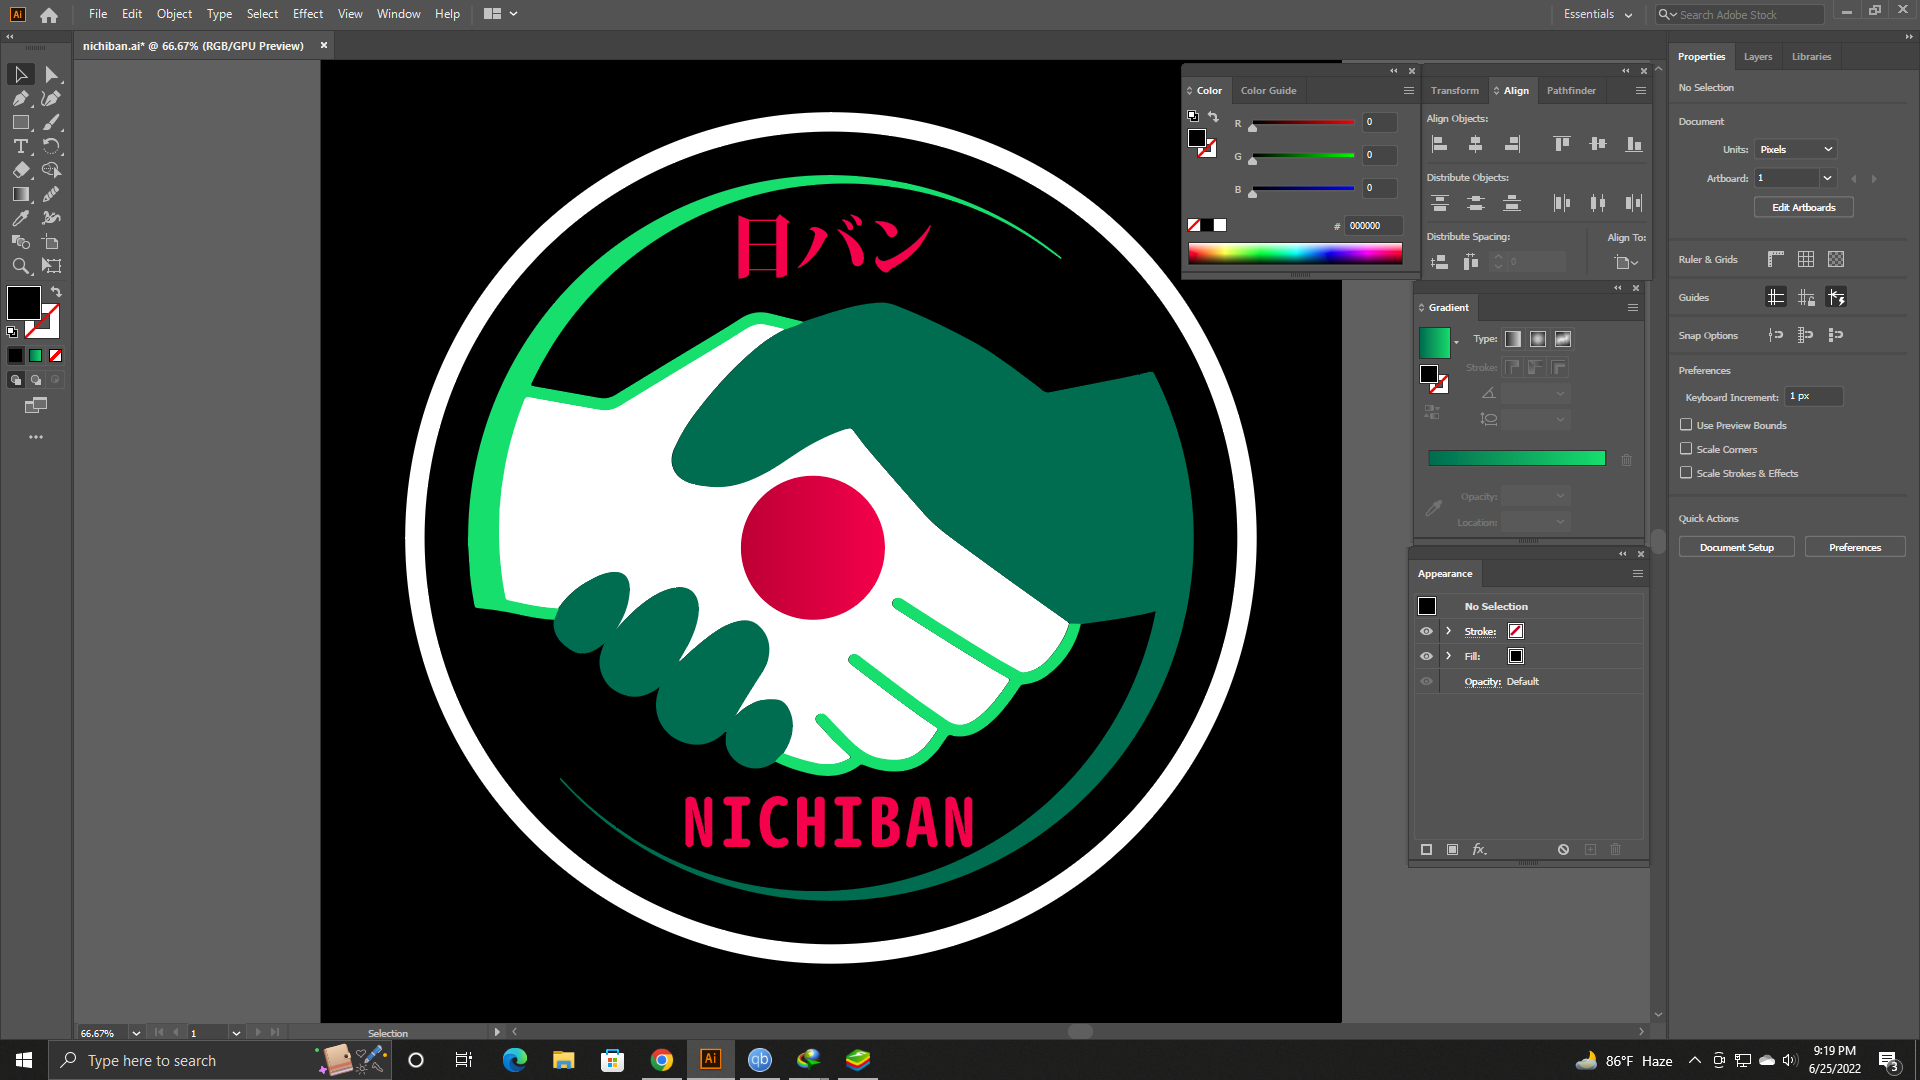 Ai File Edit Object Type Select Effect View Window Help Essentials Search Adobe Stock
nichiban.ai* @ 66.67% (RGB/GPU Preview)
日バン
NICHIBAN
Color Color Guide
R 0
G 0
B 0
# 000000
Transform Align Pathfinder
Align Objects:
Distribute Objects:
Distribute Spacing: Align To:
0
Gradient
Type:
Stroke:
Opacity:
Location:
Appearance
No Selection
Stroke:
Fill:
Opacity: Default
fx
Properties Layers Libraries
No Selection
Document
Units: Pixels
Artboard: 1
Edit Artboards
Ruler & Grids
Guides
Snap Options
Preferences
Keyboard Increment: 1 px
Use Preview Bounds
Scale Corners
Scale Strokes & Effects
Quick Actions
Document Setup Preferences
66.67% 1 Selection
Type here to search
Ai qb
86°F Haze
9:19 PM
6/25/2022
3